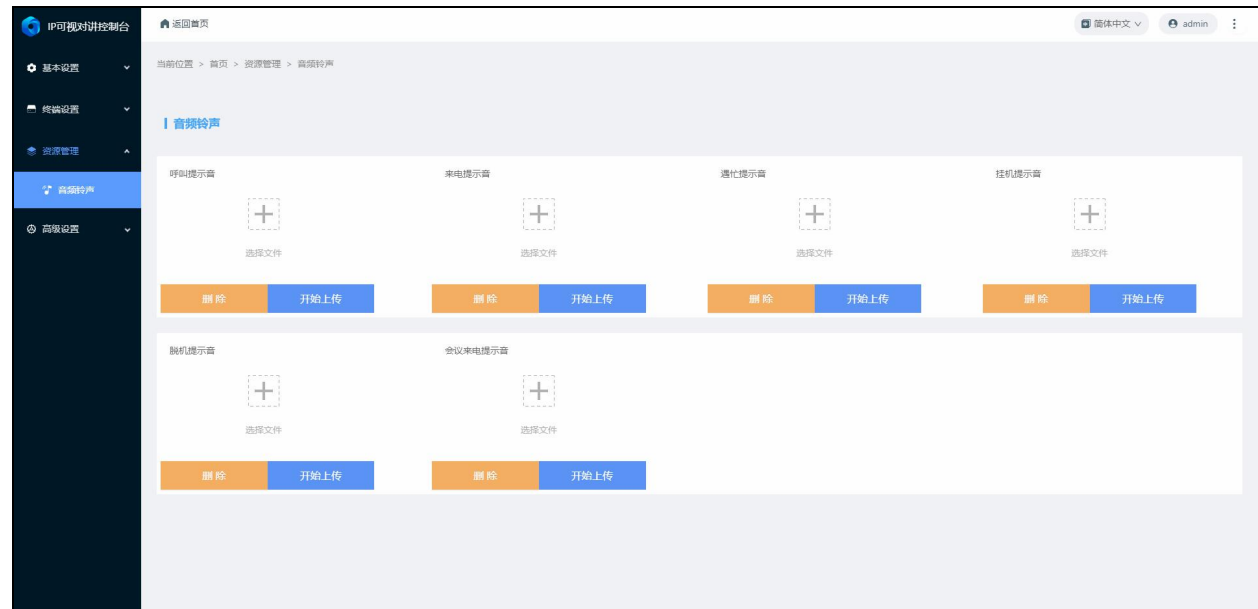 IP可视对讲控制台
返回首页
简体中文
admin
基本设置
终端设置
资源管理
音频铃声
高级设置
当前位置 > 首页 > 资源管理 > 音频铃声
音频铃声
呼叫提示音 来电提示音 遇忙提示音 挂机提示音
选择文件 选择文件 选择文件 选择文件
删 除 开始上传 删 除 开始上传 删 除 开始上传 删 除 开始上传
脱机提示音 会议来电提示音
选择文件 选择文件
删 除 开始上传 删 除 开始上传